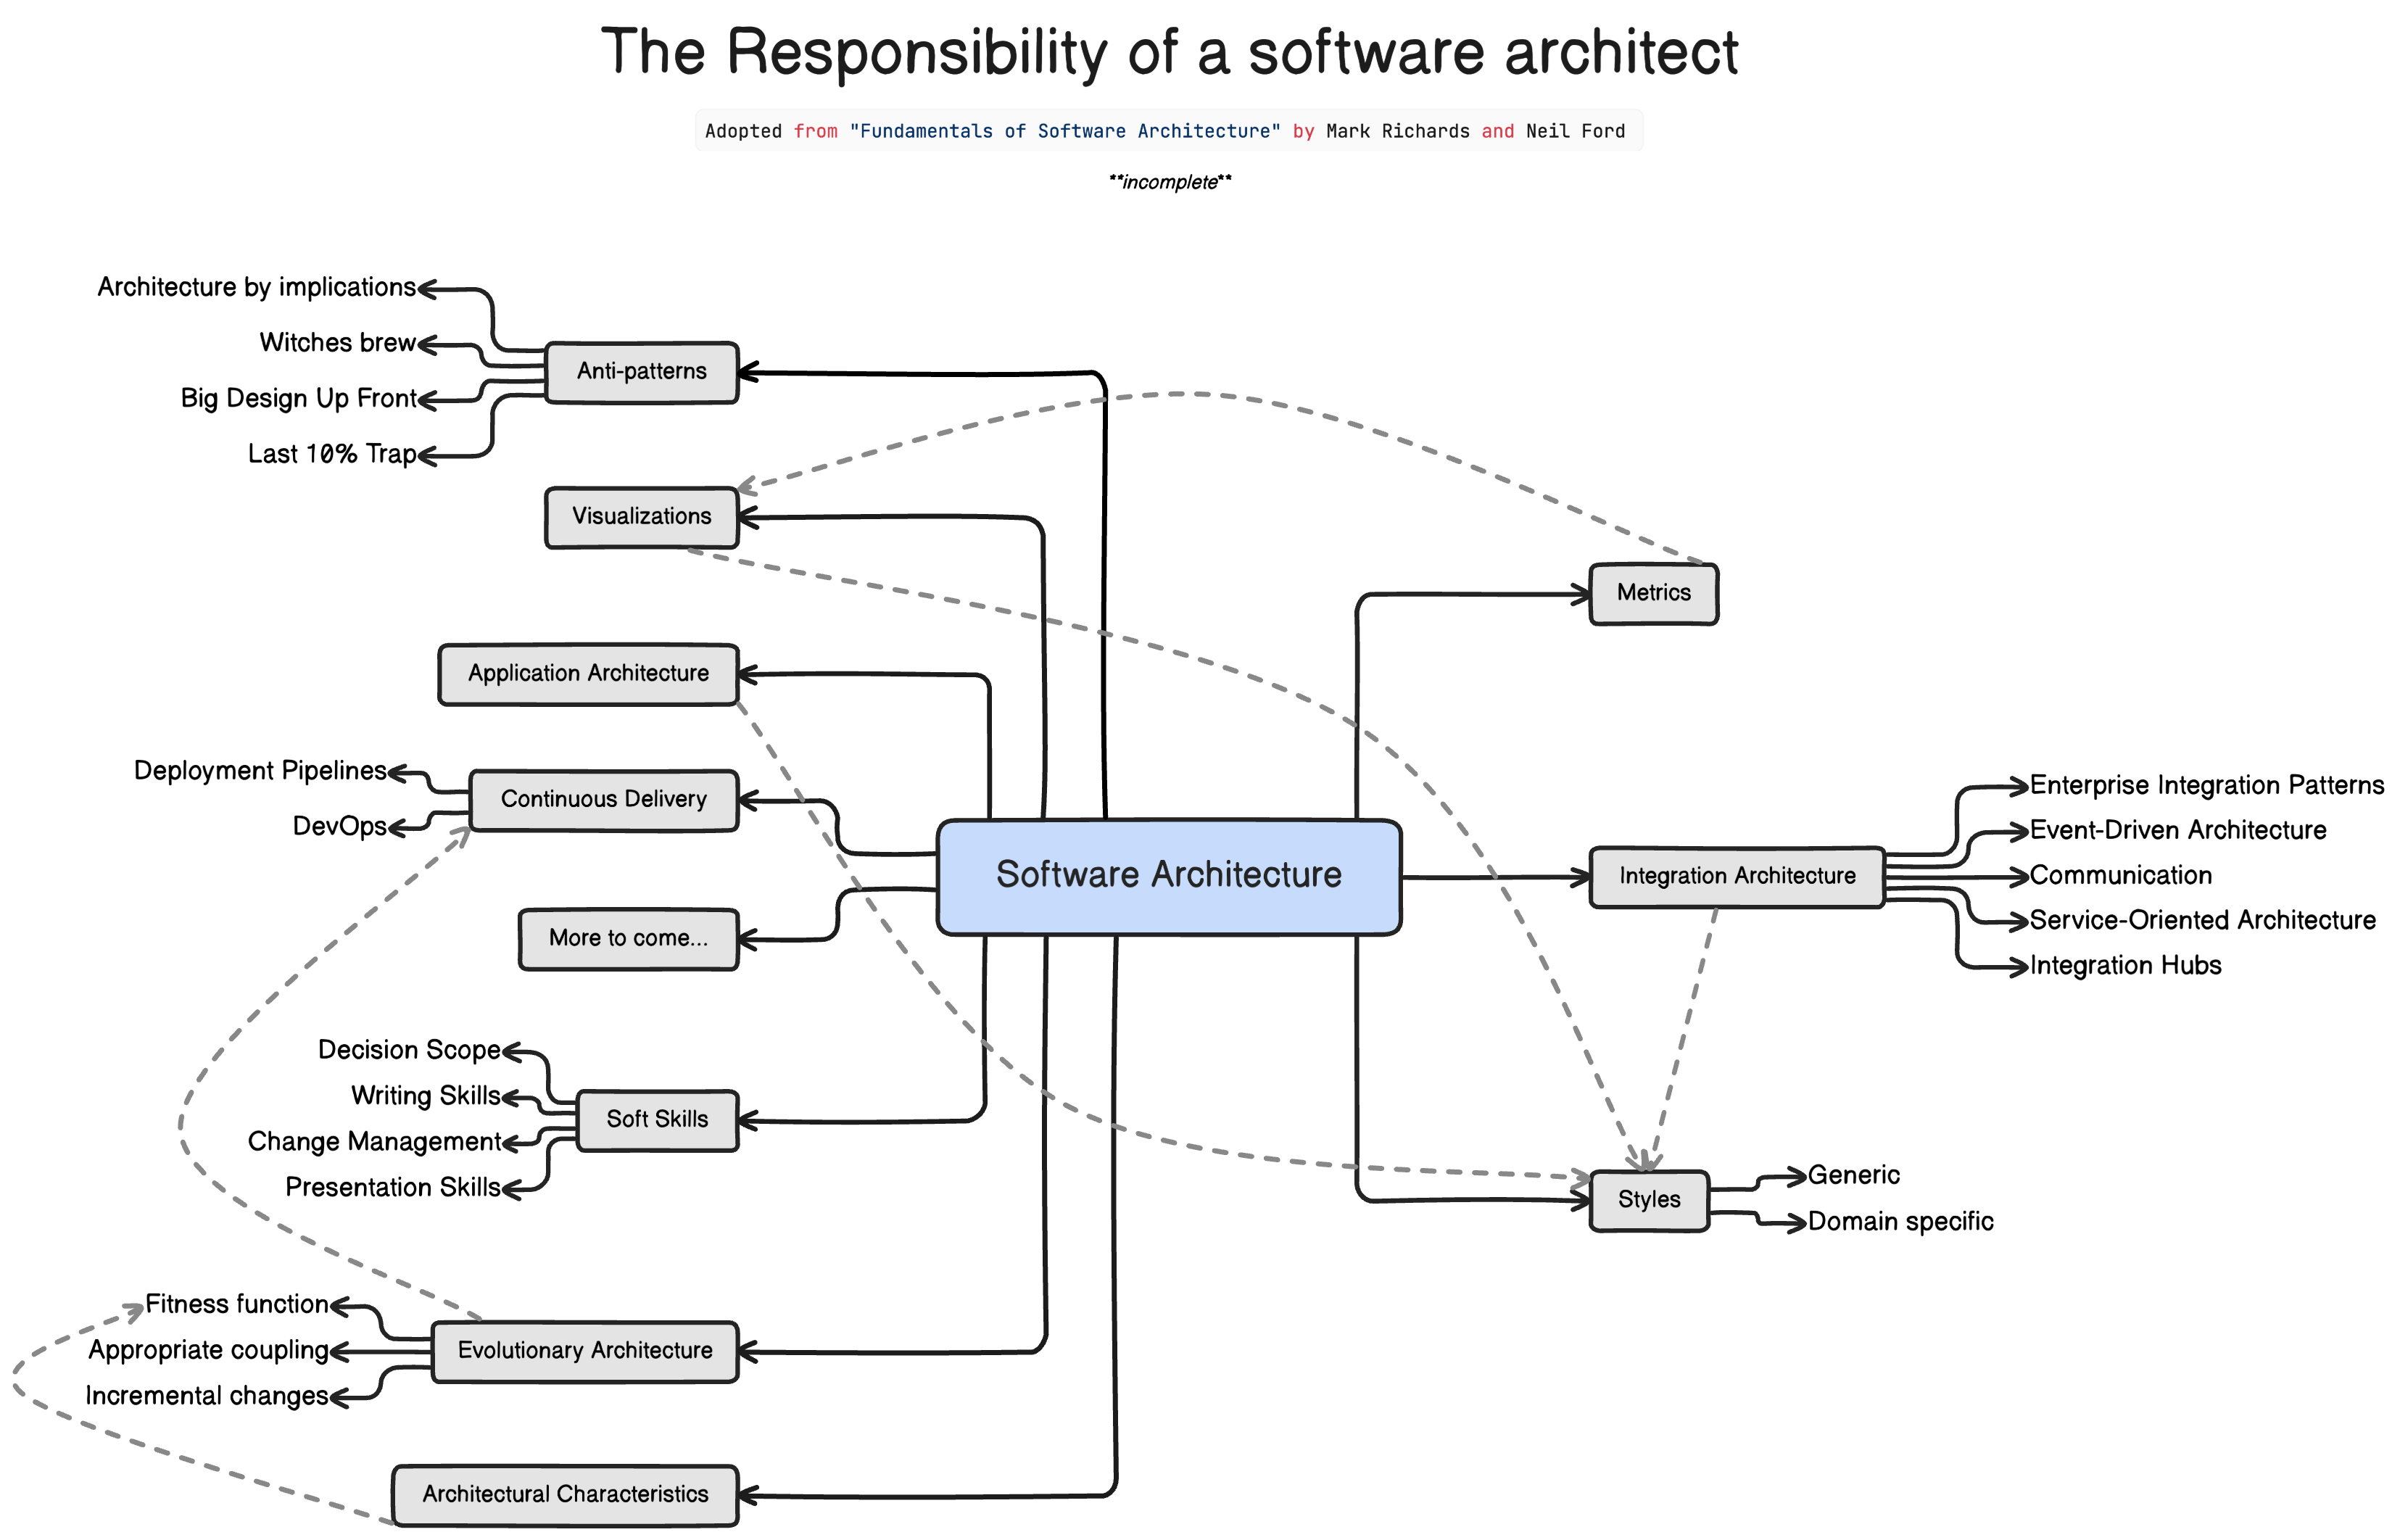 The Responsibility of a software architect
Adopted from "Fundamentals of Software Architecture" by Mark Richards and Neil Ford
**incomplete**
Architecture by implications
Witches brew
Big Design Up Front
Last 10% Trap
Anti-patterns
Visualizations
Metrics
Application Architecture
Deployment Pipelines
DevOps
Continuous Delivery
More to come...
Software Architecture
Integration Architecture
Enterprise Integration Patterns
Event-Driven Architecture
Communication
Service-Oriented Architecture
Integration Hubs
Decision Scope
Writing Skills
Change Management
Presentation Skills
Soft Skills
Styles
Generic
Domain specific
Fitness function
Appropriate coupling
Incremental changes
Evolutionary Architecture
Architectural Characteristics